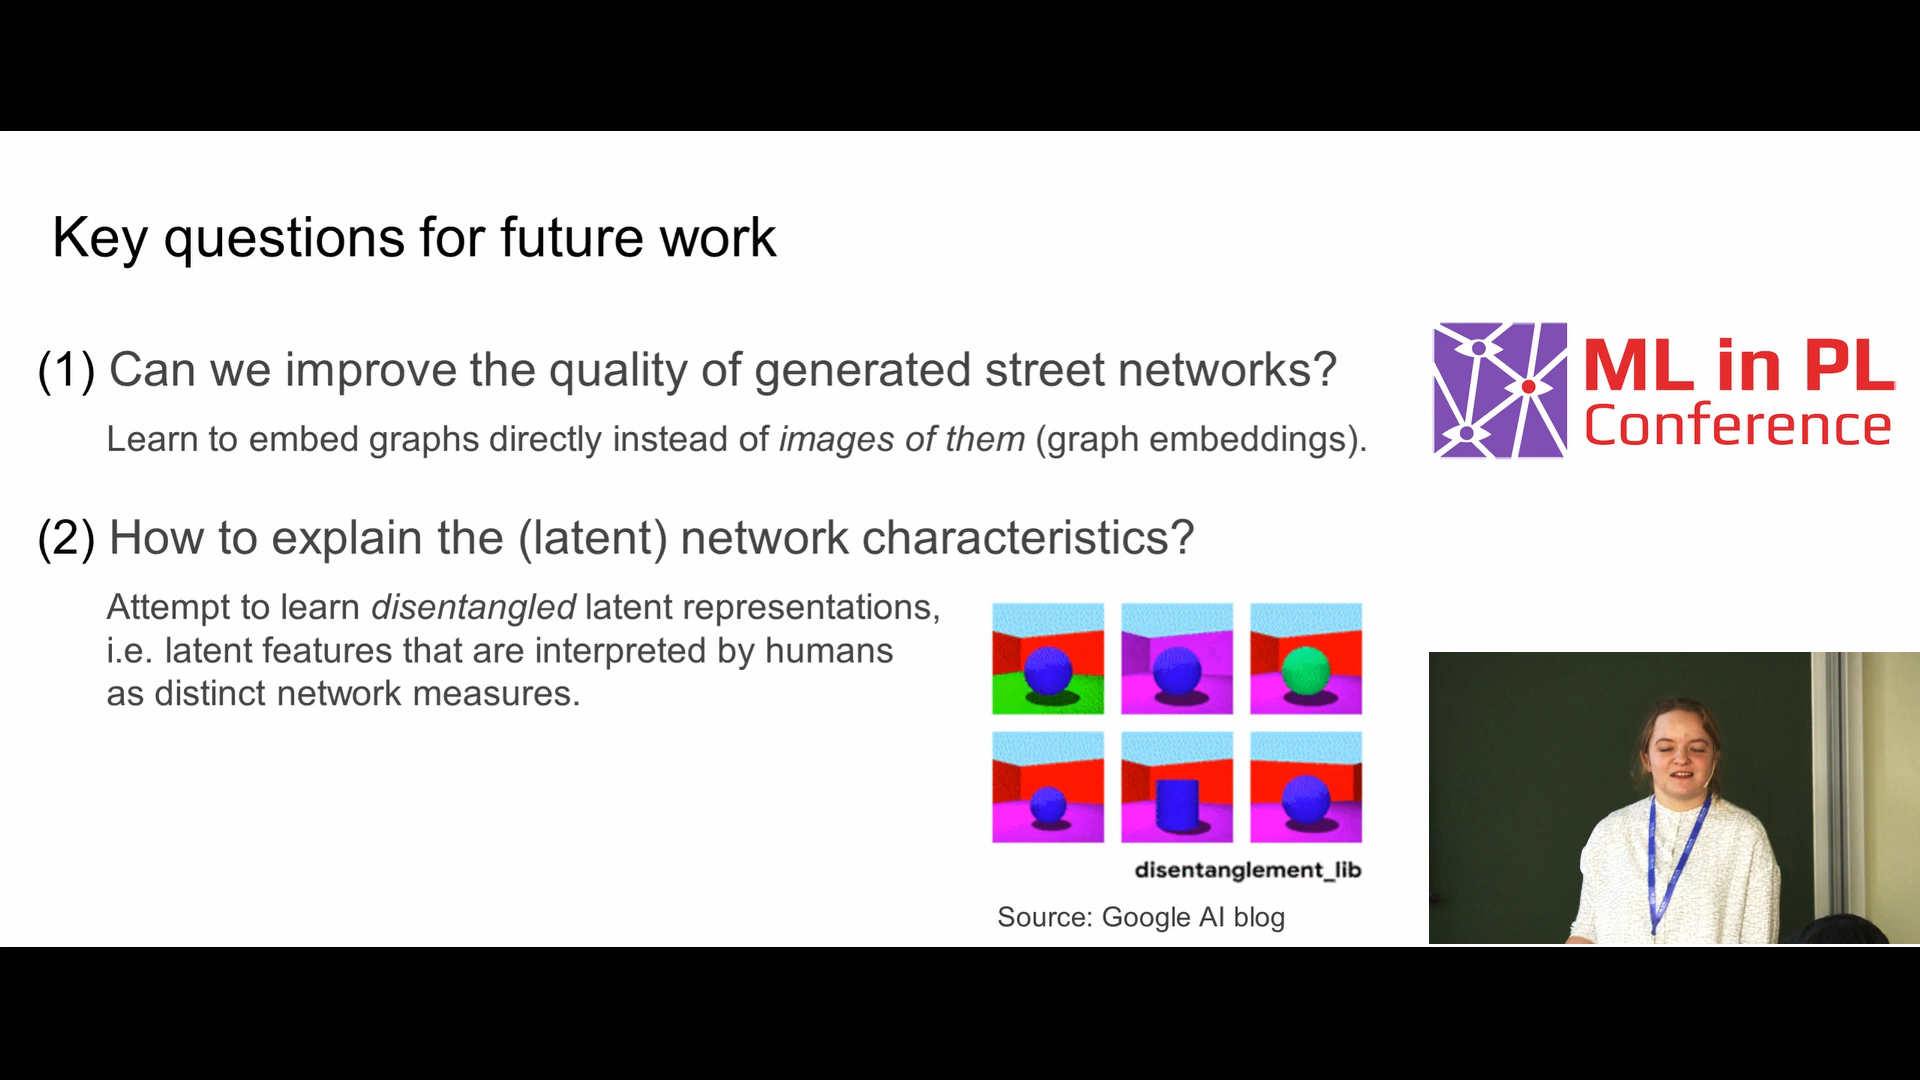 Key questions for future work
(1) Can we improve the quality of generated street networks?
Learn to embed graphs directly instead of images of them (graph embeddings).
(2) How to explain the (latent) network characteristics?
Attempt to learn disentangled latent representations,
i.e. latent features that are interpreted by humans
as distinct network measures.
disentanglement_lib
Source: Google AI blog
ML in PL
Conference